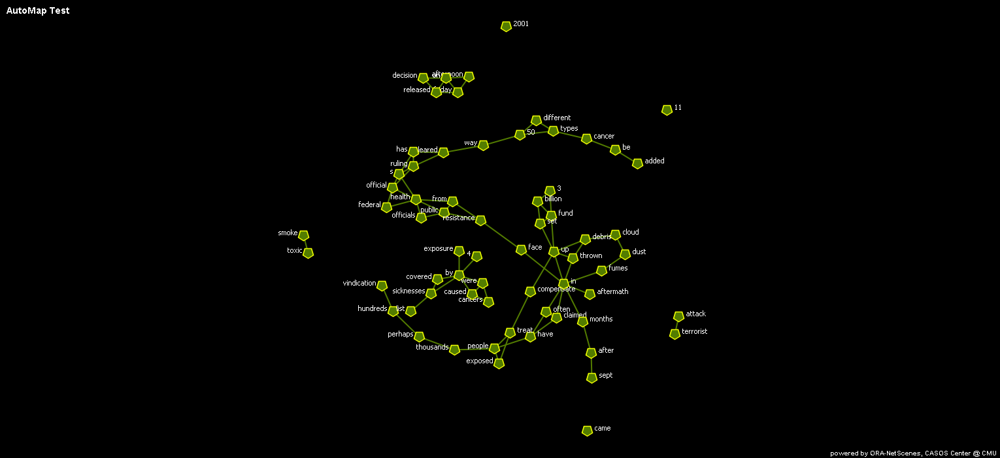 AutoMap Test
2001
decision
afternoon
released
11
different
types
50
cancer
way
be
has
added
ruling
s
official
3
health
from
billion
federal
public
officials
resistance
fund
set
smoke
debris
cloud
toxic
exposure
4
face
up
thrown
dust
fumes
covered
by
were
in
vindication
sicknesses
caused
compensate
aftermath
cancers
hundreds
often
claimed
months
attack
perhaps
treat
have
terrorist
thousands
people
after
exposed
sept
came
powered by ORA-NetScenes, CASOS Center @ CMU